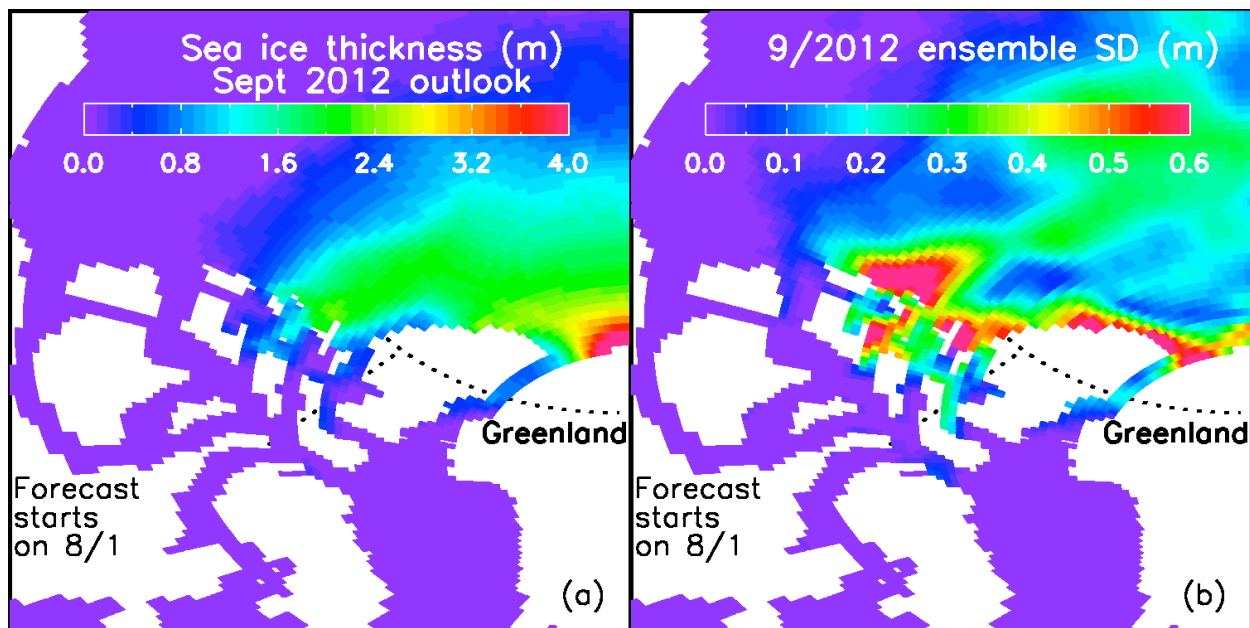 Sea ice thickness (m)
Sept 2012 outlook
0.0 0.8 1.6 2.4 3.2 4.0
Greenland
Forecast
starts
on 8/1
(a)
9/2012 ensemble SD (m)
0.0 0.1 0.2 0.3 0.4 0.5 0.6
Greenland
Forecast
starts
on 8/1
(b)